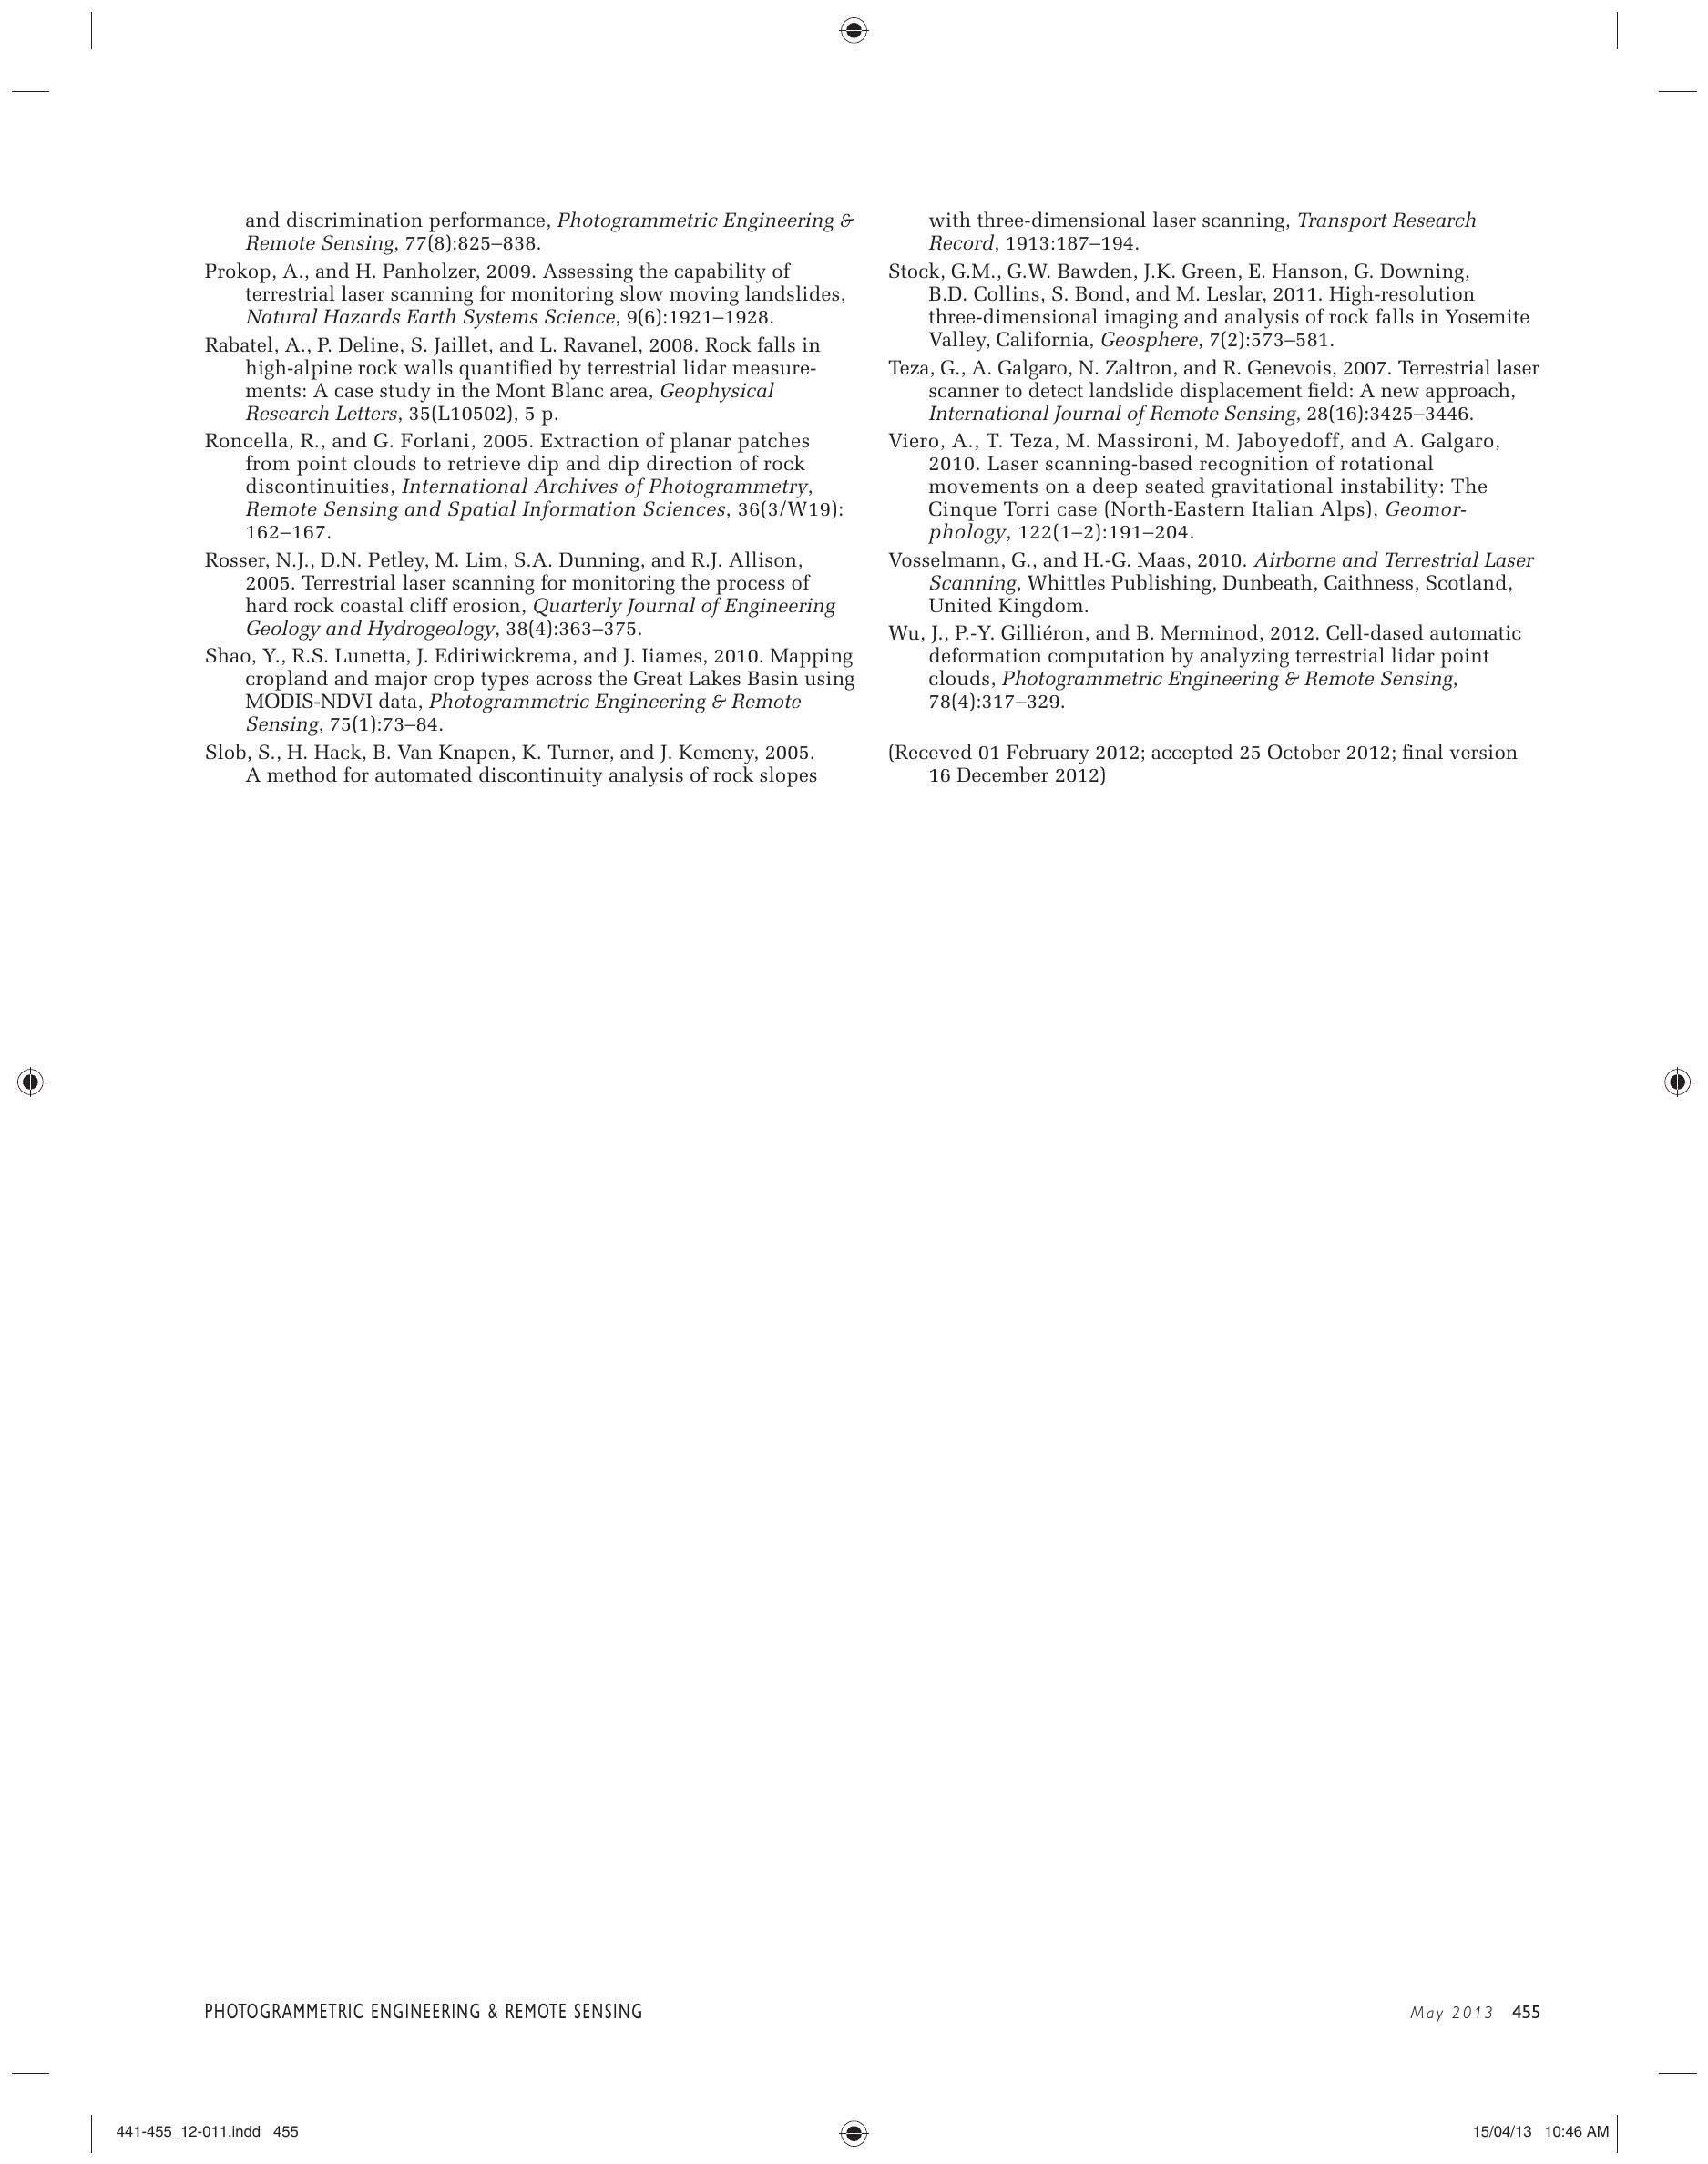 and discrimination performance, Photogrammetric Engineering &
Remote Sensing, 77(8):825–838.
Prokop, A., and H. Panholzer, 2009. Assessing the capability of
terrestrial laser scanning for monitoring slow moving landslides,
Natural Hazards Earth Systems Science, 9(6):1921–1928.
Rabatel, A., P. Deline, S. Jaillet, and L. Ravanel, 2008. Rock falls in
high-alpine rock walls quantified by terrestrial lidar measure-
ments: A case study in the Mont Blanc area, Geophysical
Research Letters, 35(L10502), 5 p.
Roncella, R., and G. Forlani, 2005. Extraction of planar patches
from point clouds to retrieve dip and dip direction of rock
discontinuities, International Archives of Photogrammetry,
Remote Sensing and Spatial Information Sciences, 36(3/W19):
162–167.
Rosser, N.J., D.N. Petley, M. Lim, S.A. Dunning, and R.J. Allison,
2005. Terrestrial laser scanning for monitoring the process of
hard rock coastal cliff erosion, Quarterly Journal of Engineering
Geology and Hydrogeology, 38(4):363–375.
Shao, Y., R.S. Lunetta, J. Ediriwickrema, and J. Iiames, 2010. Mapping
cropland and major crop types across the Great Lakes Basin using
MODIS-NDVI data, Photogrammetric Engineering & Remote
Sensing, 75(1):73–84.
Slob, S., H. Hack, B. Van Knapen, K. Turner, and J. Kemeny, 2005.
A method for automated discontinuity analysis of rock slopes
with three-dimensional laser scanning, Transport Research
Record, 1913:187–194.
Stock, G.M., G.W. Bawden, J.K. Green, E. Hanson, G. Downing,
B.D. Collins, S. Bond, and M. Leslar, 2011. High-resolution
three-dimensional imaging and analysis of rock falls in Yosemite
Valley, California, Geosphere, 7(2):573–581.
Teza, G., A. Galgaro, N. Zaltron, and R. Genevois, 2007. Terrestrial laser
scanner to detect landslide displacement field: A new approach,
International Journal of Remote Sensing, 28(16):3425–3446.
Viero, A., T. Teza, M. Massironi, M. Jaboyedoff, and A. Galgaro,
2010. Laser scanning-based recognition of rotational
movements on a deep seated gravitational instability: The
Cinque Torri case (North-Eastern Italian Alps), Geomor-
phology, 122(1–2):191–204.
Vosselmann, G., and H.-G. Maas, 2010. Airborne and Terrestrial Laser
Scanning, Whittles Publishing, Dunbeath, Caithness, Scotland,
United Kingdom.
Wu, J., P.-Y. Gilliéron, and B. Merminod, 2012. Cell-dased automatic
deformation computation by analyzing terrestrial lidar point
clouds, Photogrammetric Engineering & Remote Sensing,
78(4):317–329.
(Receved 01 February 2012; accepted 25 October 2012; final version
16 December 2012)
PHOTOGRAMMETRIC ENGINEERING & REMOTE SENSING
May 2013 455
441-455_12-011.indd 455
15/04/13 10:46 AM